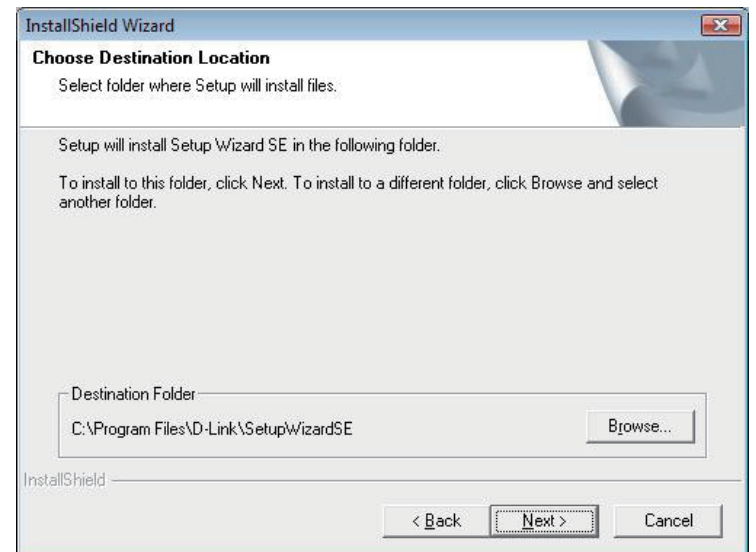 InstallShield Wizard
Choose Destination Location
Select folder where Setup will install files.
Setup will install Setup Wizard SE in the following folder.
To install to this folder, click Next. To install to a different folder, click Browse and select
another folder.
Destination Folder
C:\Program Files\D-Link\SetupWizardSE
Browse...
InstallShield
< Back
Next >
Cancel